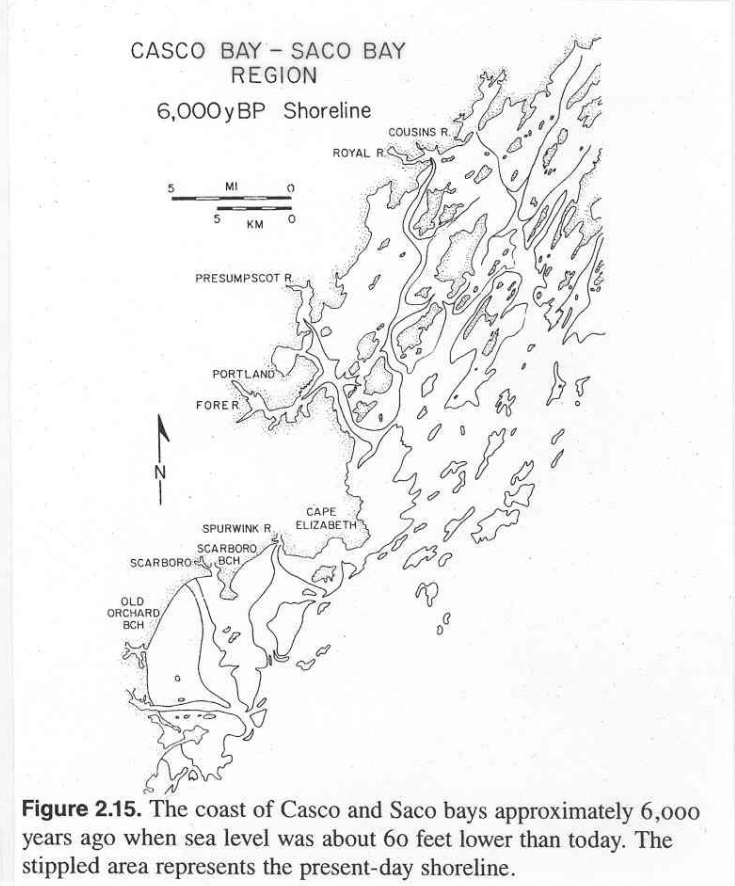 CASCO BAY – SACO BAY
REGION
6,000yBP Shoreline
COUSINS R.
ROYAL R.
5 MI 0
5 KM 0
PRESUMPSCOT R.
PORTLAND
FORE R
N
CAPE
ELIZABETH
SPURWINK R.
SCARBORO
BCH
SCARBORO
OLD
ORCHARD
BCH
Figure 2.15. The coast of Casco and Saco bays approximately 6,000
years ago when sea level was about 60 feet lower than today. The
stippled area represents the present-day shoreline.